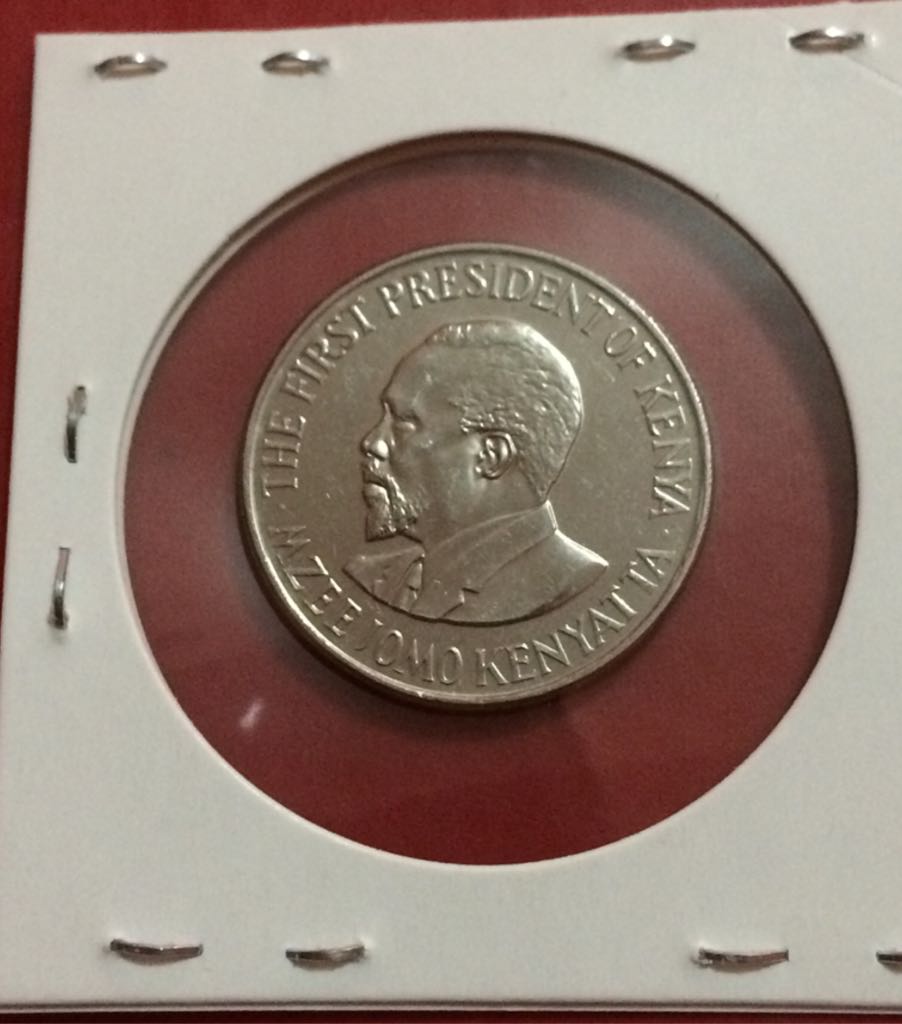 THE FIRST PRESIDENT OF KENYA ·
MZEE JOMO KENYATTA ·